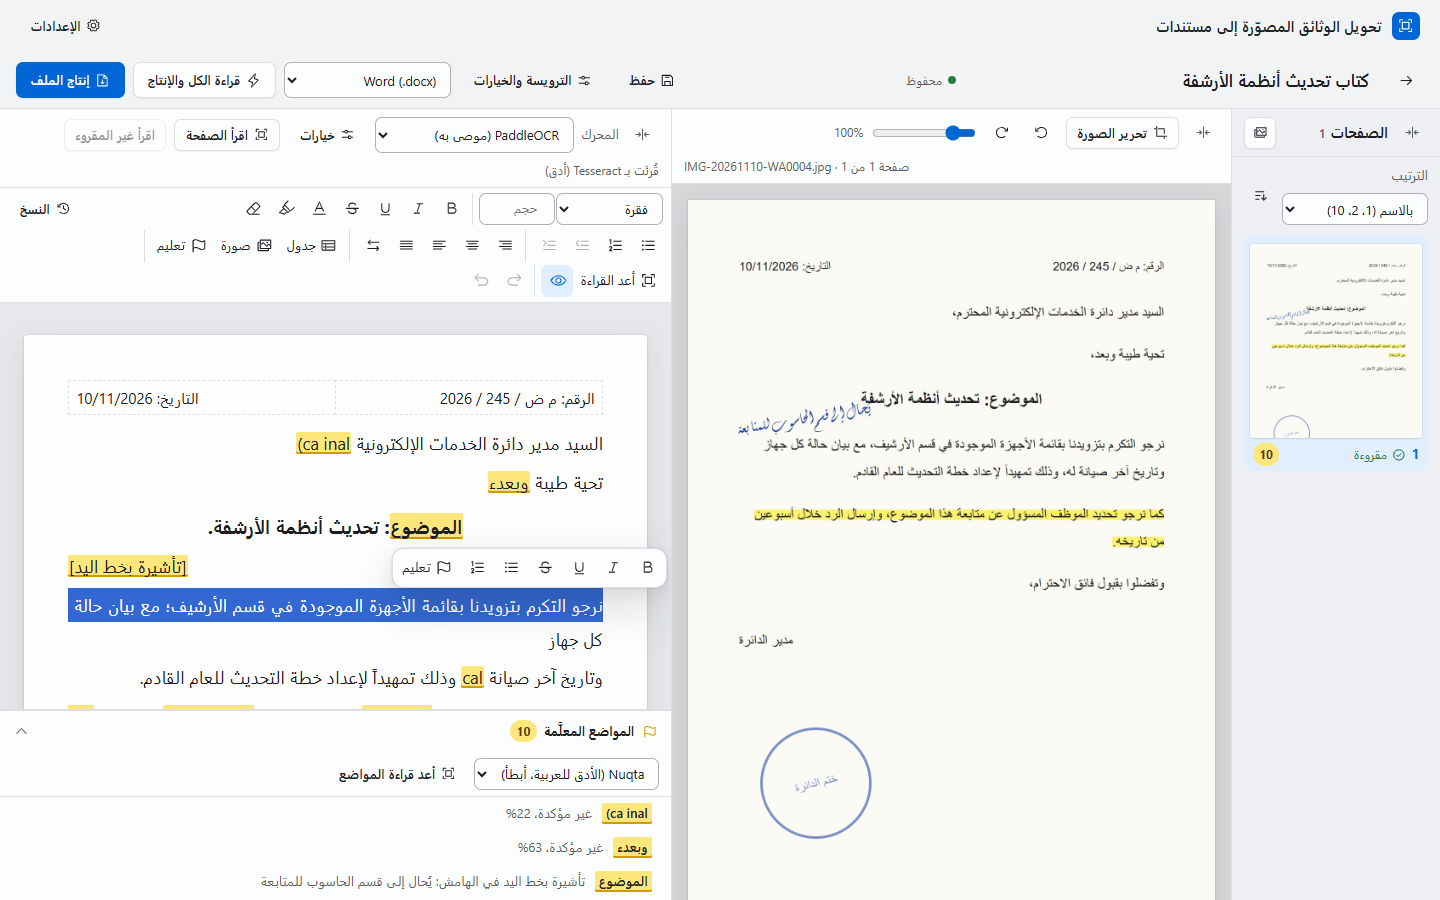 تحويل الوثائق المصوّرة إلى مستندات
الإعدادات
كتاب تحديث أنظمة الأرشفة
محفوظ
حفظ
الترويسة والخيارات
Word (.docx)
قراءة الكل والإنتاج
إنتاج الملف
الصفحات 1
الترتيب
بالاسم (1، 2، 10)
1 مقروءة 10
تحرير الصورة
100%
صفحة 1 من 1 · IMG-20261110-WA0004.jpg
الرقم: م ض / 245 / 2026
التاريخ: 10/11/2026
السيد مدير دائرة الخدمات الإلكترونية المحترم،
تحية طيبة وبعد،
الموضوع: تحديث أنظمة الأرشفة
يُحال إلى قسم الحاسوب للمتابعة
نرجو التكرم بتزويدنا بقائمة الأجهزة الموجودة في قسم الأرشيف، مع بيان حالة كل جهاز
وتاريخ آخر صيانة له، وذلك تمهيداً لإعداد خطة التحديث للعام القادم.
كما نرجو تحديد الموظف المسؤول عن متابعة هذا الموضوع، وإرسال الرد خلال أسبوعين
من تاريخه.
وتفضلوا بقبول فائق الاحترام،
مدير الدائرة
ختم الدائرة
المحرك
PaddleOCR (موصى به)
خيارات
اقرأ الصفحة
اقرأ غير المقروء
قُرئت بـ Tesseract (أدق)
فقرة
حجم
B I U S A
النسخ
جدول
صورة
تعليم
أعد القراءة
الرقم: م ض / 245 / 2026
التاريخ: 10/11/2026
السيد مدير دائرة الخدمات الإلكترونية (ca inal
تحية طيبة وبعدء
الموضوع: تحديث أنظمة الأرشفة.
B I U S تعليم
[تأشيرة بخط اليد]
نرجو التكرم بتزويدنا بقائمة الأجهزة الموجودة في قسم الأرشيف؛ مع بيان حالة
كل جهاز
وتاريخ آخر صيانة cal وذلك تمهيداً لإعداد خطة التحديث للعام القادم.
المواضع المعلَّمة 10
Nuqta (الأدق للعربية، أبطأ)
أعد قراءة المواضع
(ca inal غير مؤكدة، 22%
وبعدء غير مؤكدة، 63%
الموضوع تأشيرة بخط اليد في الهامش: يُحال إلى قسم الحاسوب للمتابعة